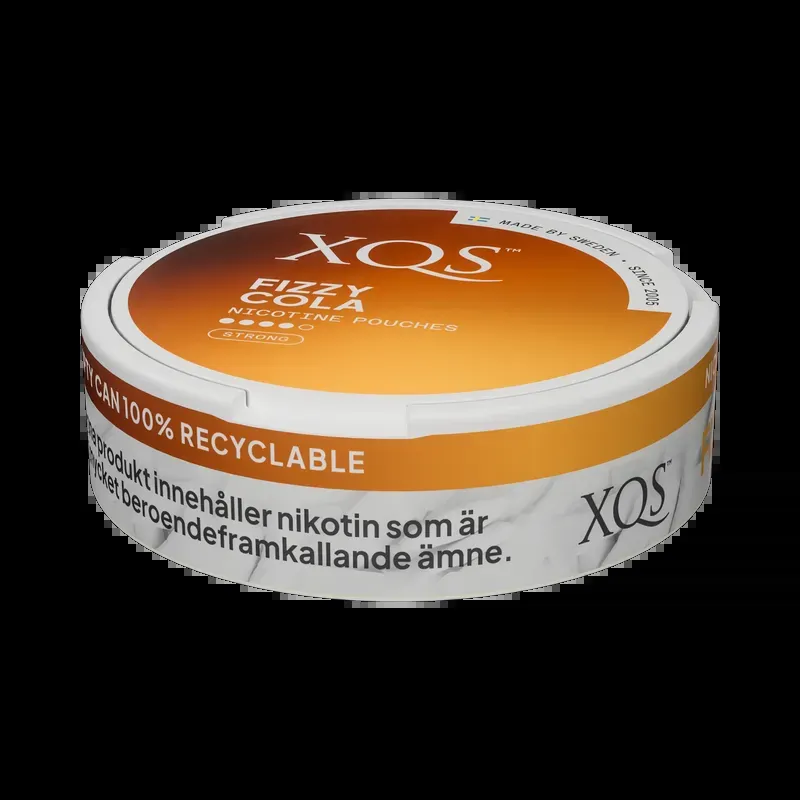 MADE BY SWEDEN • SINCE 2005
XQS™
FIZZY
COLA
NICOTINE POUCHES
STRONG
CAN 100% RECYCLABLE
produkt innehåller nikotin som är
beroendeframkallande ämne.
XQS™